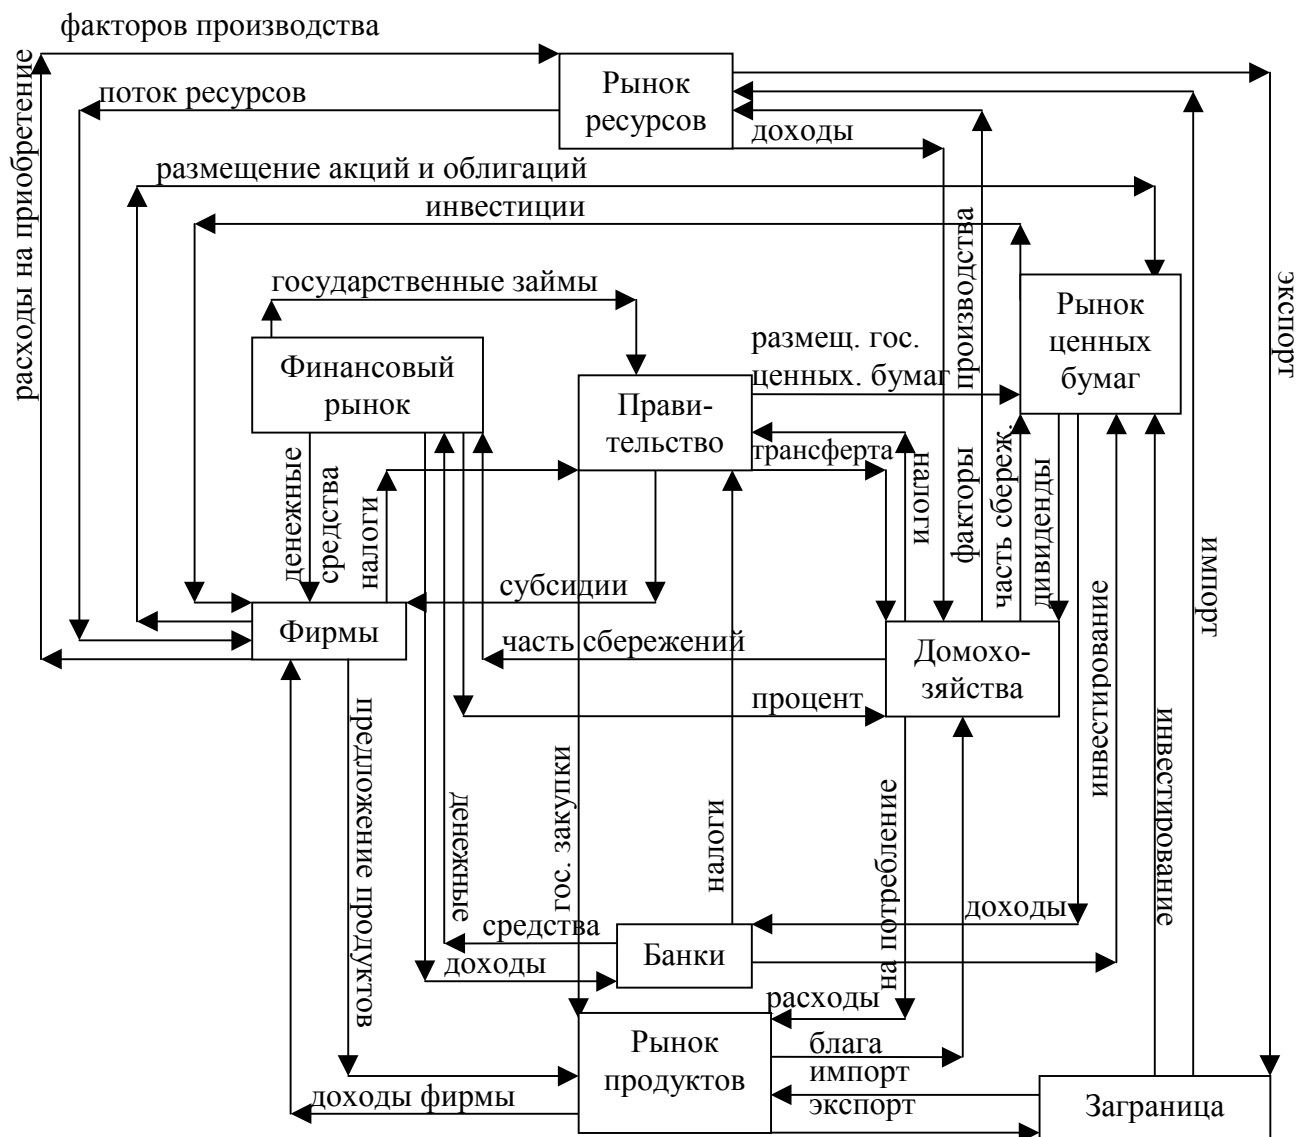 факторов производства
Рынок
ресурсов
поток ресурсов
доходы
расходы на приобретение
размещение акций и облигаций
инвестиции
производства
факторы
экспорт
государственные займы
Рынок
ценных
бумаг
Финансовый
рынок
размещ. гос.
ценных. бумаг
Прави-
тельство
трансферта
налоги
часть сбереж.
дивиденды
денежные
средства
налоги
инвестирование
импорт
субсидии
Фирмы
часть сбережений
Домохо-
зяйства
процент
предложение продуктов
денежные
средства
гос. закупки
налоги
на потребление
расходы
инвестирование
доходы
Банки
доходы
Рынок
продуктов
блага
импорт
экспорт
доходы фирмы
Заграница